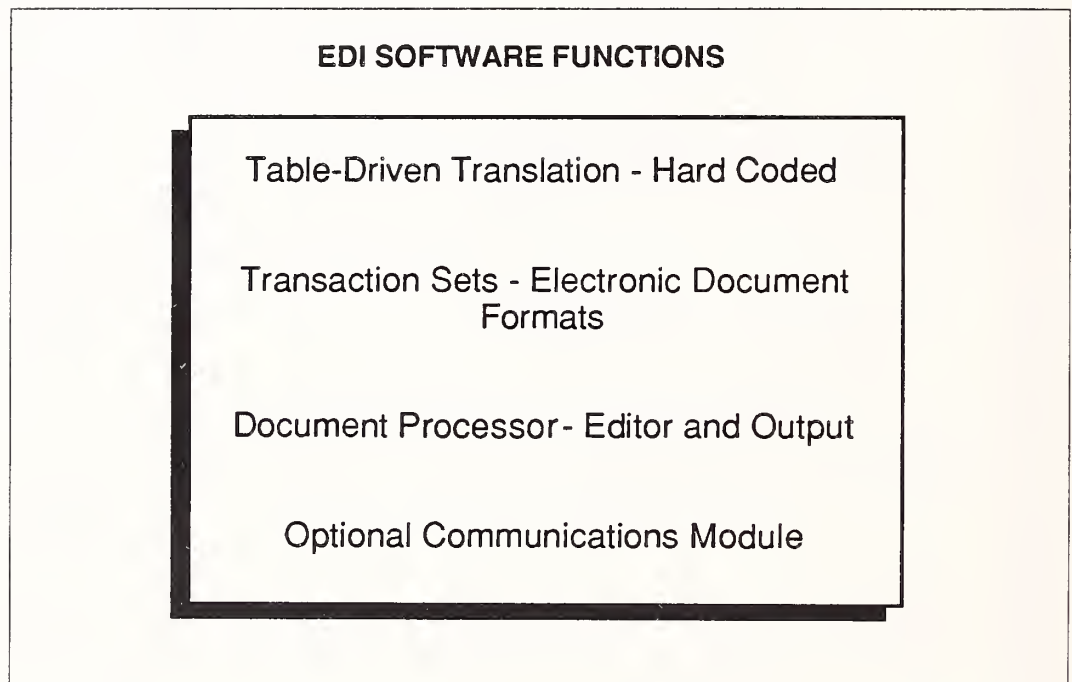 EDI SOFTWARE FUNCTIONS
Table-Driven Translation - Hard Coded
Transaction Sets - Electronic Document
Formats
Document Processor- Editor and Output
Optional Communications Module